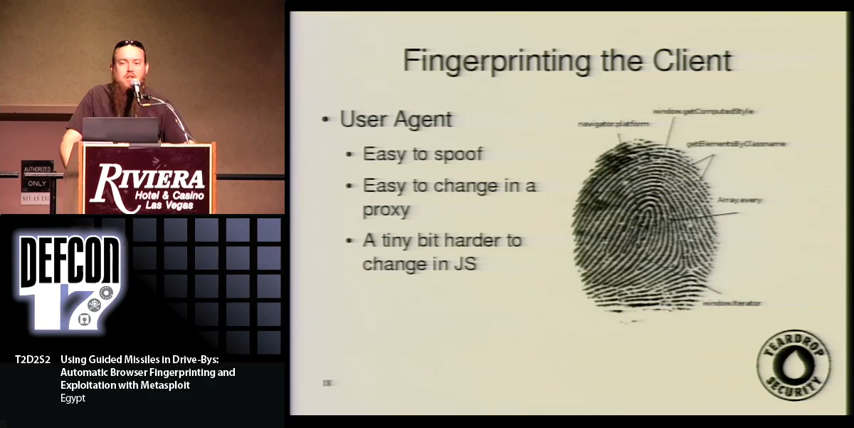 Fingerprinting the Client
• User Agent
• Easy to spoof
• Easy to change in a
proxy
• A tiny bit harder to
change in JS
navigator.platform
window.getComputedStyle
getElementsByClassname
Array.every
window.Iterator
TEARDROP
SECURITY
AUTHORIZED
ONLY
RIVIERA
Hotel & Casino
Las Vegas
DEFCON
17
T2D2S2 Using Guided Missiles in Drive-Bys:
Automatic Browser Fingerprinting and
Exploitation with Metasploit
Egypt